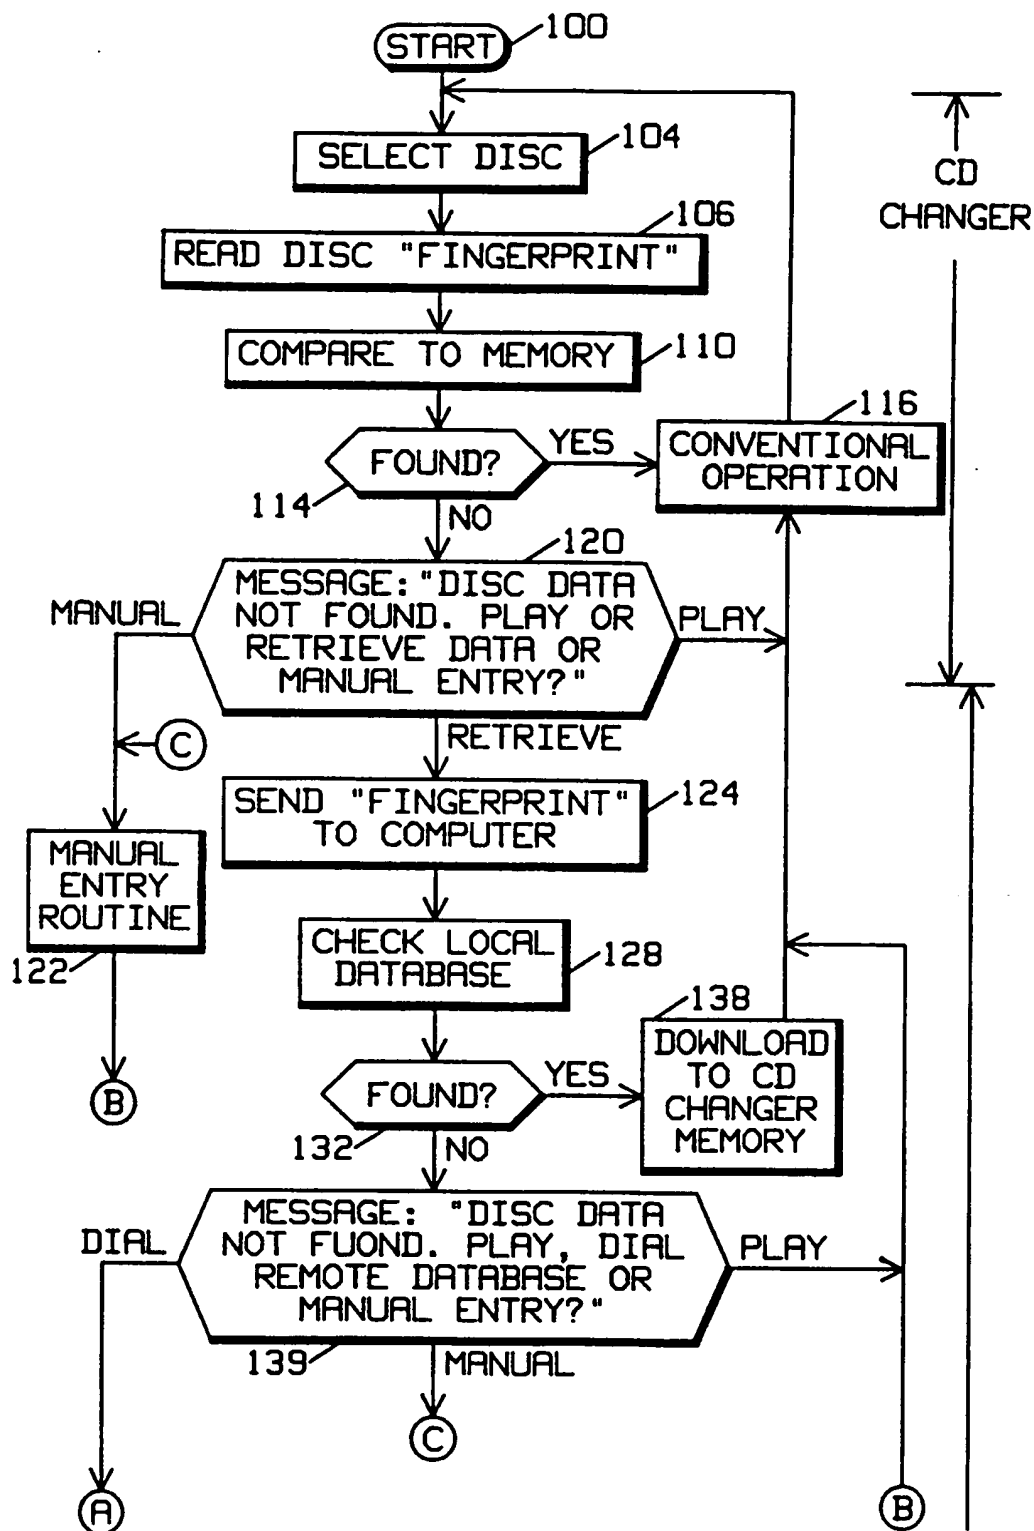 START
100
SELECT DISC
104
CD
CHANGER
READ DISC "FINGERPRINT"
106
COMPARE TO MEMORY
110
FOUND?
114
YES
NO
CONVENTIONAL
OPERATION
116
120
MESSAGE: "DISC DATA
NOT FOUND. PLAY OR
RETRIEVE DATA OR
MANUAL ENTRY?"
MANUAL
PLAY
RETRIEVE
C
SEND "FINGERPRINT"
TO COMPUTER
124
MANUAL
ENTRY
ROUTINE
122
CHECK LOCAL
DATABASE
128
B
FOUND?
132
YES
NO
138
DOWNLOAD
TO CD
CHANGER
MEMORY
MESSAGE: "DISC DATA
NOT FUOND. PLAY, DIAL
REMOTE DATABASE OR
MANUAL ENTRY?"
DIAL
PLAY
139
MANUAL
C
A
B